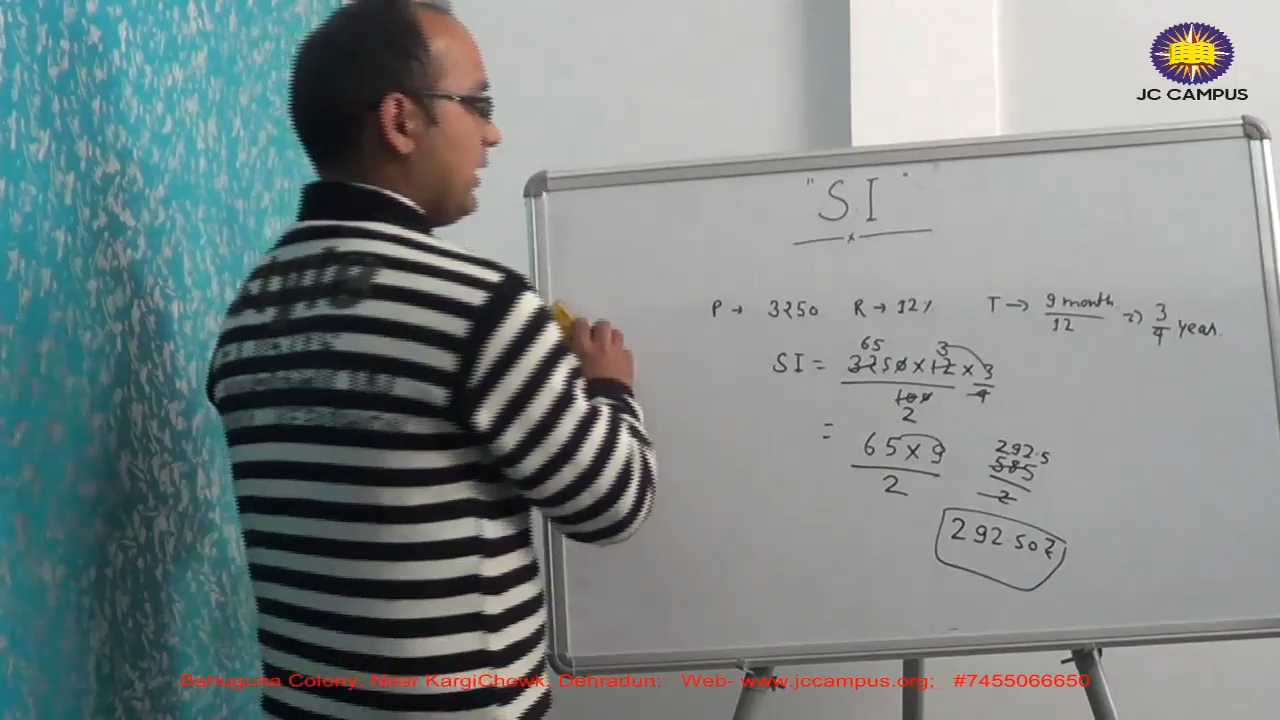 JC CAMPUS
"SI"
P → 3250 R → 12% T → 9 month/12 ⇒ 3/4 year.
65 3
SI = 3250 × 12 × 3
100 4
2
= 65 × 9 292.5
2 585
2
292.50₹
Bahuguna Colony, Near KargiChowk, Dehradun; Web- www.jccampus.org; #7455066650